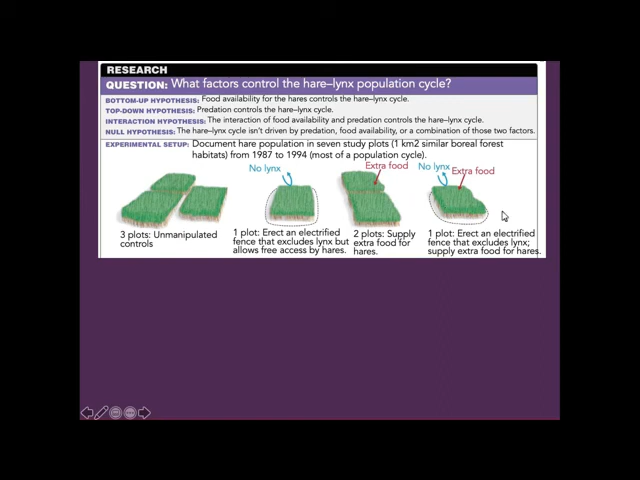 RESEARCH
QUESTION: What factors control the hare–lynx population cycle?
BOTTOM-UP HYPOTHESIS: Food availability for the hares controls the hare–lynx cycle.
TOP-DOWN HYPOTHESIS: Predation controls the hare–lynx cycle.
INTERACTION HYPOTHESIS: The interaction of food availability and predation controls the hare–lynx cycle.
NULL HYPOTHESIS: The hare–lynx cycle isn't driven by predation, food availability, or a combination of those two factors.
EXPERIMENTAL SETUP: Document hare population in seven study plots (1 km2 similar boreal forest
habitats) from 1987 to 1994 (most of a population cycle).
No lynx
Extra food
No lynx
Extra food
3 plots: Unmanipulated
controls
1 plot: Erect an electrified
fence that excludes lynx but
allows free access by hares.
2 plots: Supply
extra food for
hares.
1 plot: Erect an electrified
fence that excludes lynx;
supply extra food for hares.